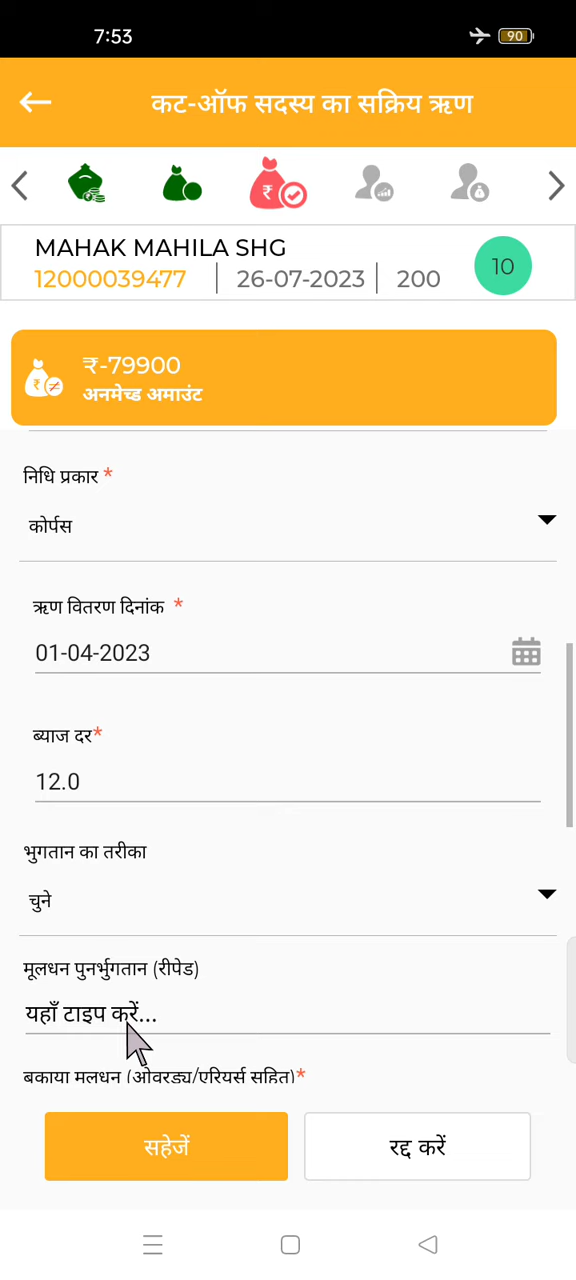 7:53
90
कट-ऑफ सदस्य का सक्रिय ऋण
MAHAK MAHILA SHG
12000039477 26-07-2023 200
10
₹-79900
अनमेच्ड अमाउंट
निधि प्रकार *
कोर्पस
ऋण वितरण दिनांक *
01-04-2023
ब्याज दर*
12.0
भुगतान का तरीका
चुने
मूलधन पुनर्भुगतान (रीपेड)
यहाँ टाइप करें...
बकाया मूलधन (ओवरड्यू/एरियर्स सहित)*
सहेजें
रद्द करें